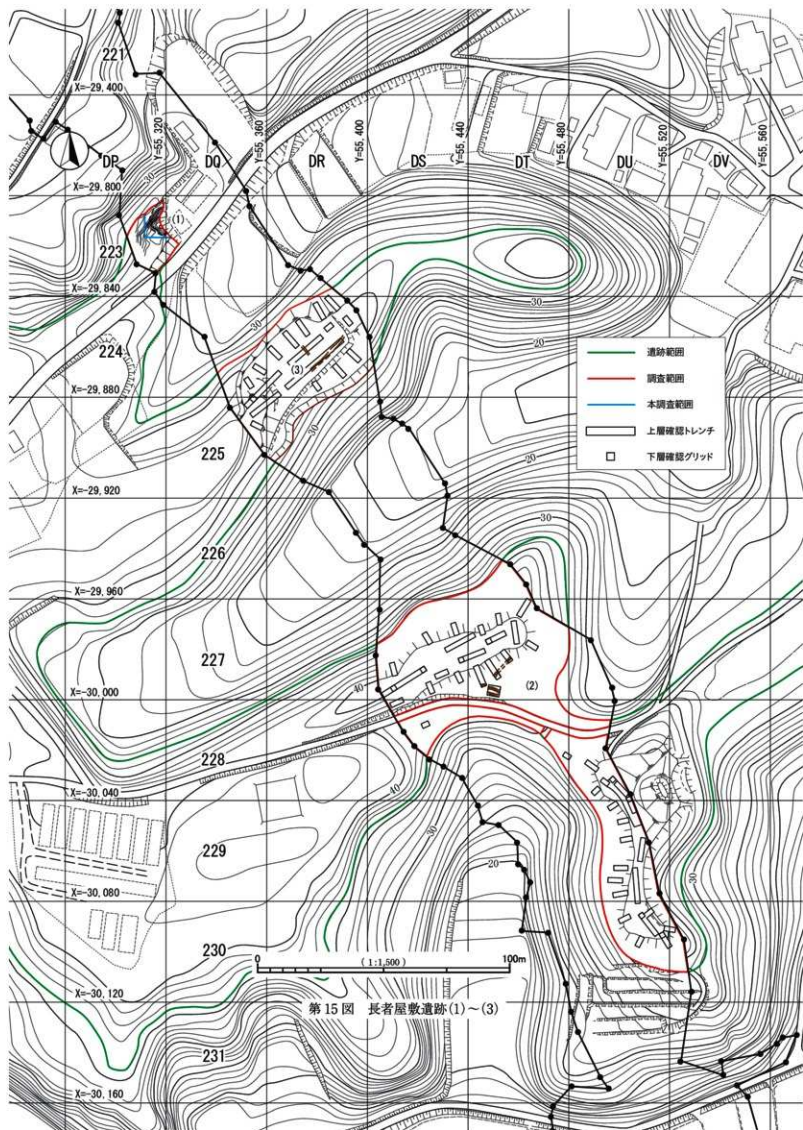 221
X=-29,400
DP
Y=55,320
DQ
Y=55,360
DR
Y=55,400
DS
Y=55,440
DT
Y=55,480
DU
Y=55,520
DV
Y=55,560
X=-29,800
30
(1)
223
X=-29,840
30
30
20
224
(3)
X=-29,880
30
遺跡範囲
調査範囲
本調査範囲
上層確認トレンチ
下層確認グリッド
225
20
X=-29,920
30
226
X=-29,960
227
40
(2)
X=-30,000
228
X=-30,040
40
30
229
20
30
X=-30,080
230
0
(1:1,500)
100m
X=-30,120
第15図 長者屋敷遺跡(1)～(3)
231
X=-30,160